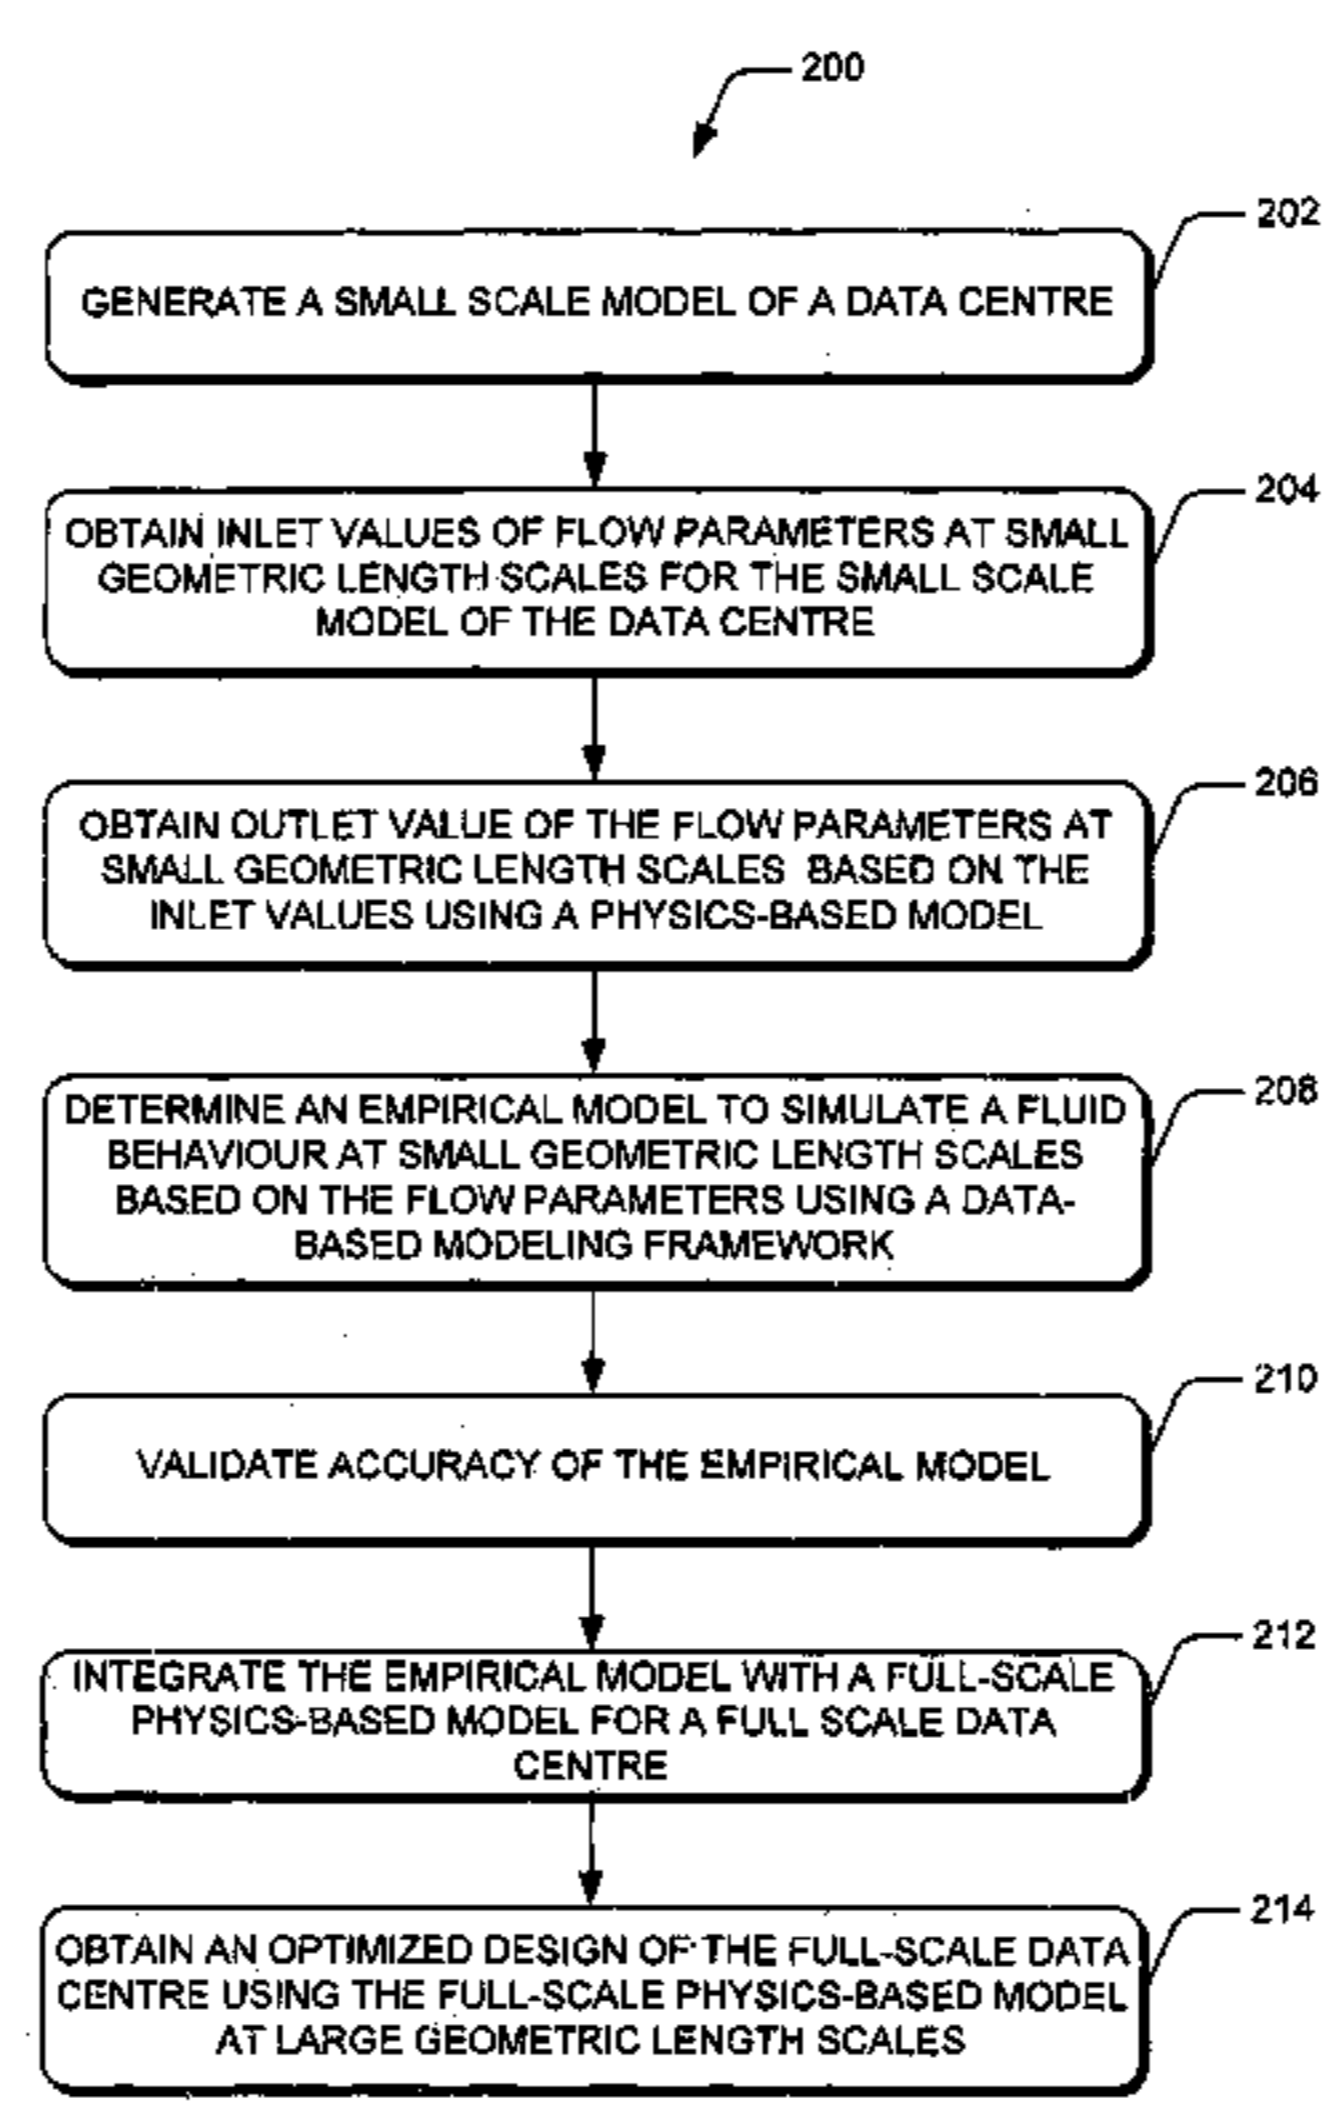 200
202
GENERATE A SMALL SCALE MODEL OF A DATA CENTRE
204
OBTAIN INLET VALUES OF FLOW PARAMETERS AT SMALL
GEOMETRIC LENGTH SCALES FOR THE SMALL SCALE
MODEL OF THE DATA CENTRE
206
OBTAIN OUTLET VALUE OF THE FLOW PARAMETERS AT
SMALL GEOMETRIC LENGTH SCALES BASED ON THE
INLET VALUES USING A PHYSICS-BASED MODEL
208
DETERMINE AN EMPIRICAL MODEL TO SIMULATE A FLUID
BEHAVIOUR AT SMALL GEOMETRIC LENGTH SCALES
BASED ON THE FLOW PARAMETERS USING A DATA-
BASED MODELING FRAMEWORK
210
VALIDATE ACCURACY OF THE EMPIRICAL MODEL
212
INTEGRATE THE EMPIRICAL MODEL WITH A FULL-SCALE
PHYSICS-BASED MODEL FOR A FULL SCALE DATA
CENTRE
214
OBTAIN AN OPTIMIZED DESIGN OF THE FULL-SCALE DATA
CENTRE USING THE FULL-SCALE PHYSICS-BASED MODEL
AT LARGE GEOMETRIC LENGTH SCALES